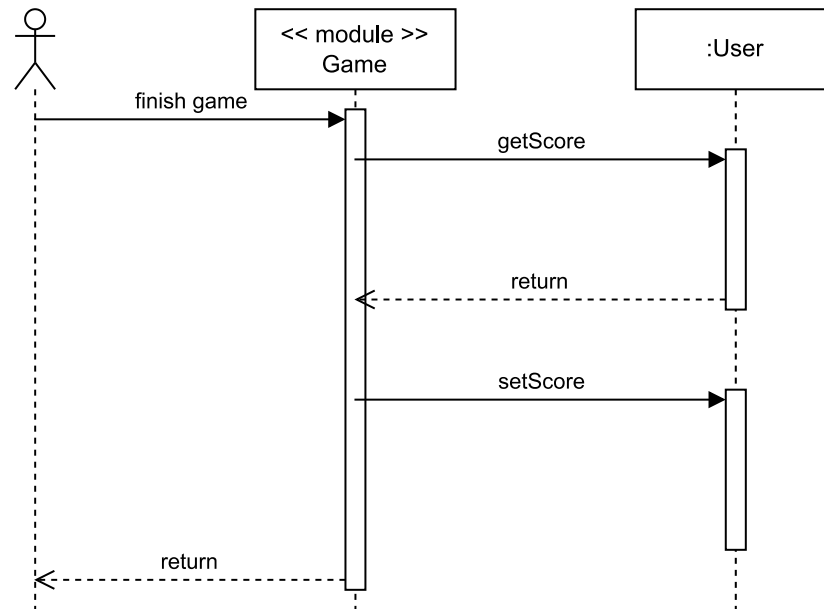 << module >>
Game
:User
finish game
getScore
return
setScore
return